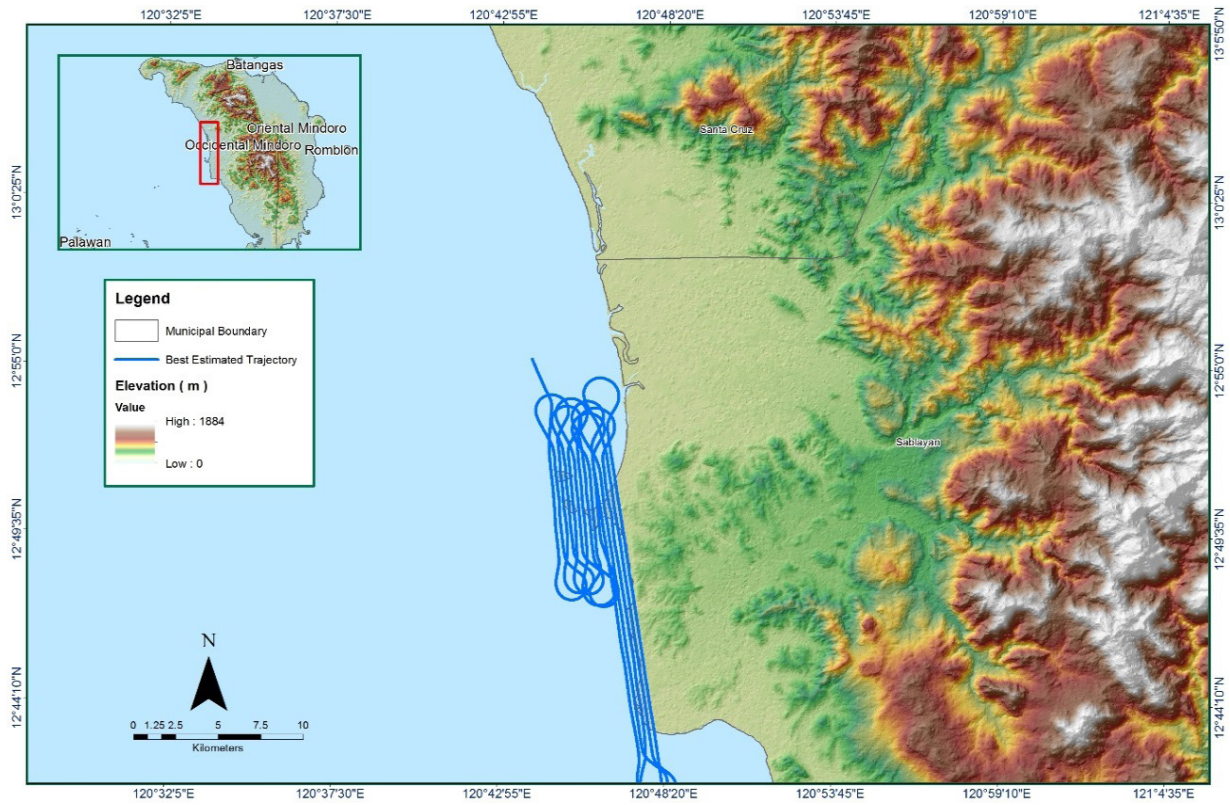 120°32'5"E 120°37'30"E 120°42'55"E 120°48'20"E 120°53'45"E 120°59'10"E 121°4'35"E
13°5'50"N
Batangas
Oriental Mindoro
Occidental Mindoro
Romblon
Palawan
Santa Cruz
13°0'25"N
13°0'25"N
Legend
Municipal Boundary
Best Estimated Trajectory
Elevation ( m )
Value
High : 1884
Low : 0
12°55'0"N
12°55'0"N
Sablayan
12°49'35"N
12°49'35"N
N
0 1.25 2.5 5 7.5 10
Kilometers
12°44'10"N
12°44'10"N
120°32'5"E 120°37'30"E 120°42'55"E 120°48'20"E 120°53'45"E 120°59'10"E 121°4'35"E